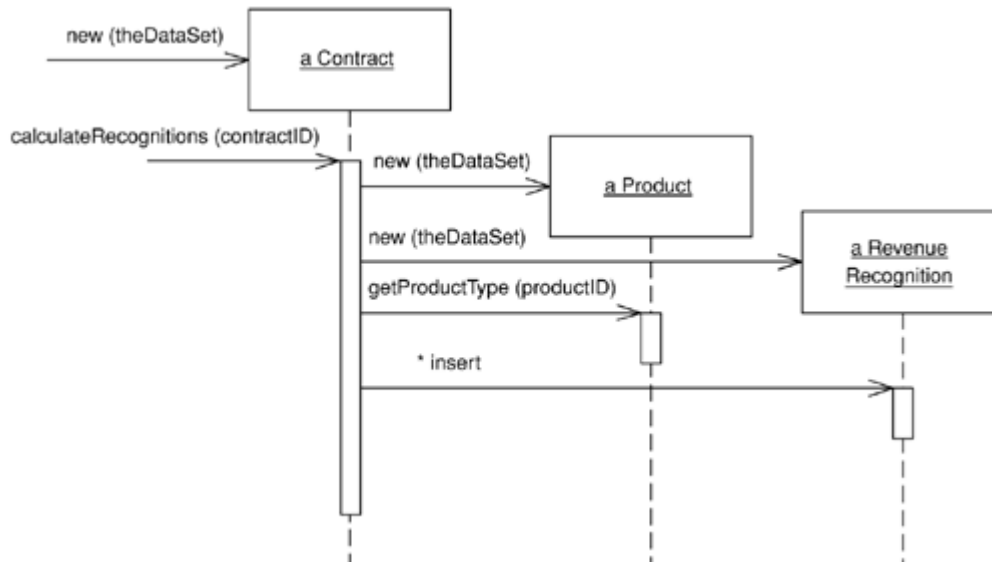 new (theDataSet)
a Contract
calculateRecognitions (contractID)
new (theDataSet)
a Product
new (theDataSet)
a Revenue
Recognition
getProductType (productID)
* insert